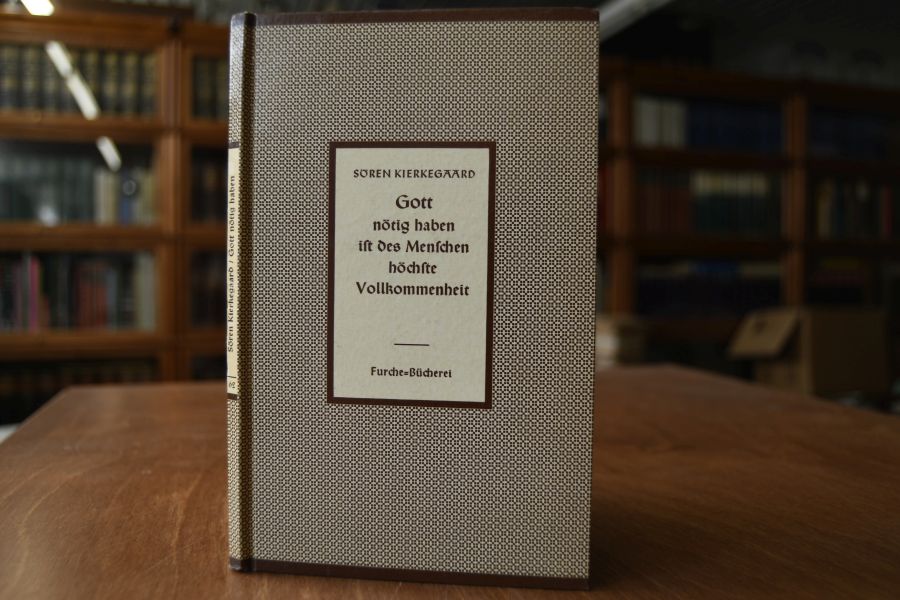 SÖREN KIERKEGAARD
Gott
nötig haben
iſt des Menſchen
höchſte
Vollkommenheit
Furche=Bücherei
Sören Kierkegaard / Gott nötig haben